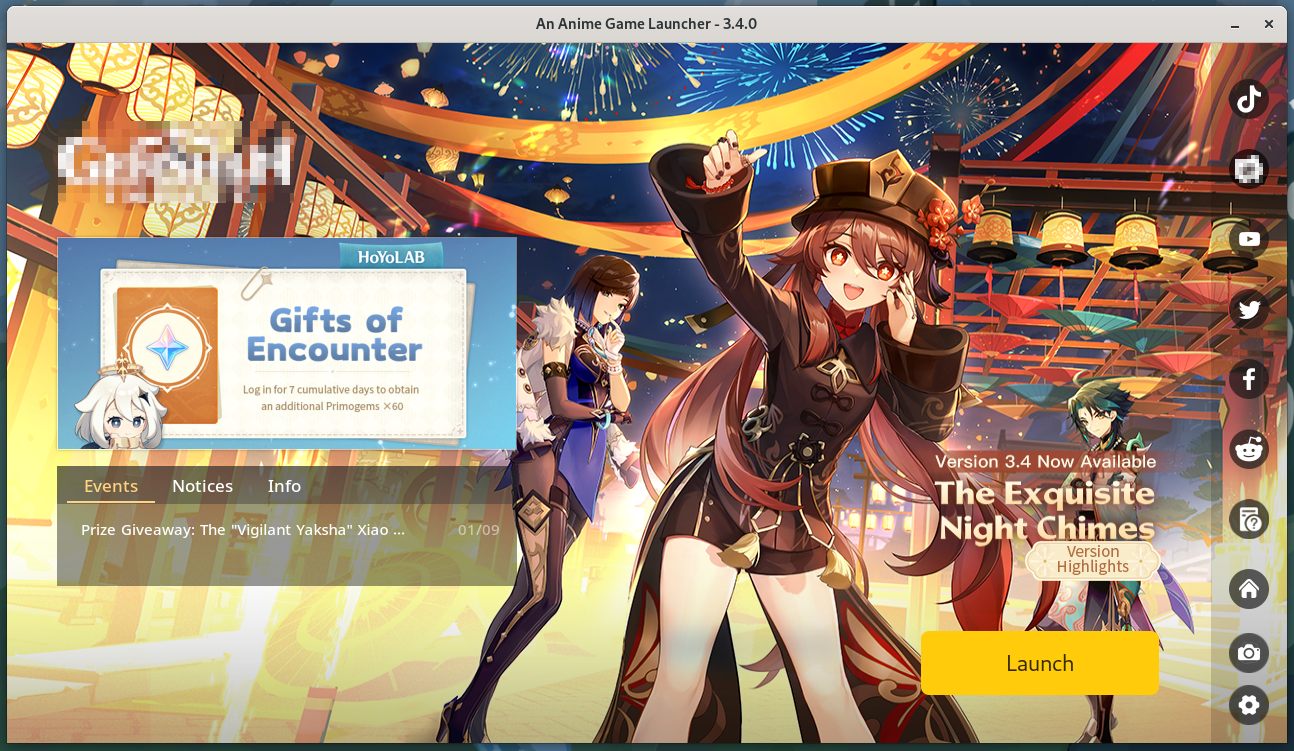 An Anime Game Launcher - 3.4.0
HoYoLAB
Gifts of
Encounter
Log in for 7 cumulative days to obtain
an additional Primogems ×60
Events Notices Info
Prize Giveaway: The "Vigilant Yaksha" Xiao ... 01/09
Version 3.4 Now Available
The Exquisite
Night Chimes
Version
Highlights
Launch